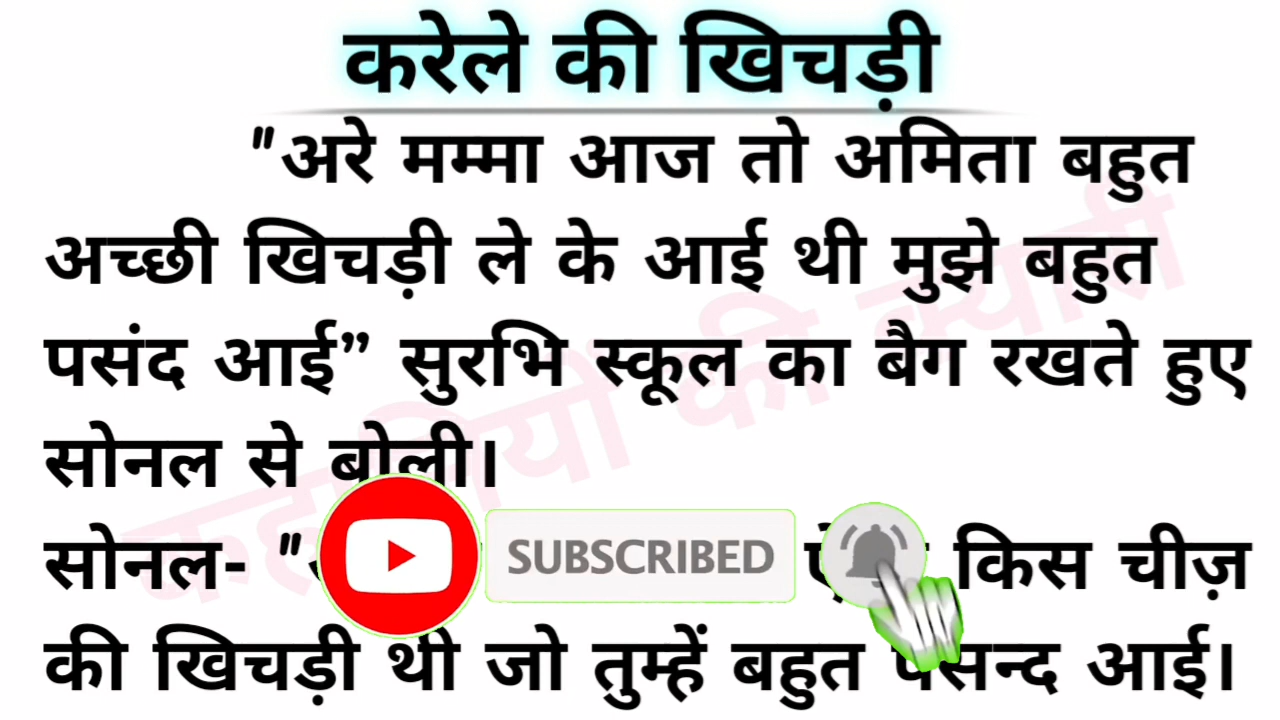 करेले की खिचड़ी
"अरे मम्मा आज तो अमिता बहुत
अच्छी खिचड़ी ले के आई थी मुझे बहुत
पसंद आई” सुरभि स्कूल का बैग रखते हुए
सोनल से बोली।
सोनल- " SUBSCRIBED किस चीज़
की खिचड़ी थी जो तुम्हें बहुत पसन्द आई।
कहानियों की क्यारी